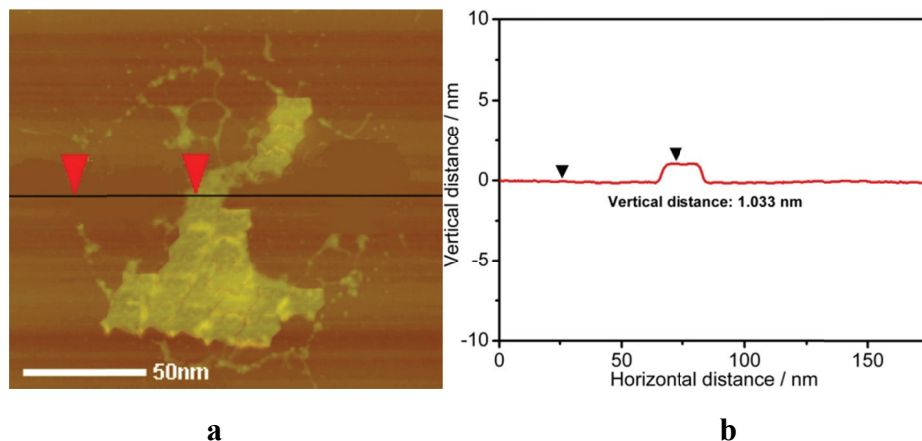 50nm
a
10
5
0
-5
-10
Vertical distance / nm
Vertical distance: 1.033 nm
0
50
100
150
Horizontal distance / nm
b